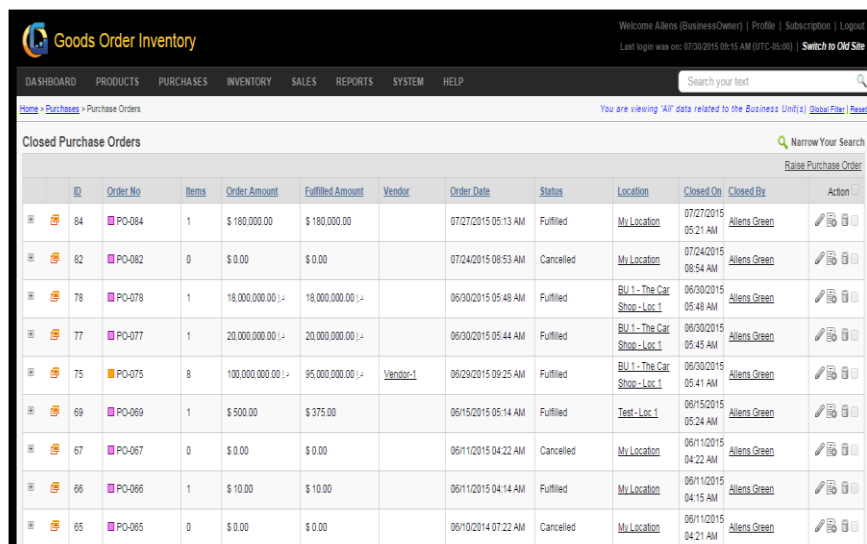 Goods Order Inventory
Welcome Allens (BusinessOwner) | Profile | Subscription | Logout
Last login was on: 07/30/2015 09:15 AM (UTC-05:00) | Switch to Old Site
DASHBOARD PRODUCTS PURCHASES INVENTORY SALES REPORTS SYSTEM HELP
Search your text
Home > Purchases > Purchase Orders
You are viewing 'All' data related to the Business Unit(s) Global Filter | Reset
Closed Purchase Orders
Narrow Your Search
Raise Purchase Order
ID Order No Items Order Amount Fulfilled Amount Vendor Order Date Status Location Closed On Closed By Action
84 PO-084 1 $ 180,000.00 $ 180,000.00 07/27/2015 05:13 AM Fulfilled My Location 07/27/2015 05:21 AM Allens Green
82 PO-082 0 $ 0.00 $ 0.00 07/24/2015 08:53 AM Cancelled My Location 07/24/2015 08:54 AM Allens Green
78 PO-078 1 18,000,000.00 18,000,000.00 06/30/2015 05:48 AM Fulfilled BU 1 - The Car Shop - Loc 1 06/30/2015 05:48 AM Allens Green
77 PO-077 1 20,000,000.00 20,000,000.00 06/30/2015 05:44 AM Fulfilled BU 1 - The Car Shop - Loc 1 06/30/2015 05:45 AM Allens Green
75 PO-075 8 100,000,000.00 95,000,000.00 Vendor-1 06/29/2015 09:25 AM Fulfilled BU 1 - The Car Shop - Loc 1 06/30/2015 05:41 AM Allens Green
69 PO-069 1 $ 500.00 $ 375.00 06/15/2015 05:14 AM Fulfilled Test - Loc 1 06/15/2015 05:24 AM Allens Green
67 PO-067 0 $ 0.00 $ 0.00 06/11/2015 04:22 AM Cancelled My Location 06/11/2015 04:22 AM Allens Green
66 PO-066 1 $ 10.00 $ 10.00 06/11/2015 04:14 AM Fulfilled My Location 06/11/2015 04:15 AM Allens Green
65 PO-065 0 $ 0.00 $ 0.00 06/10/2014 07:22 AM Cancelled My Location 06/11/2015 04:21 AM Allens Green